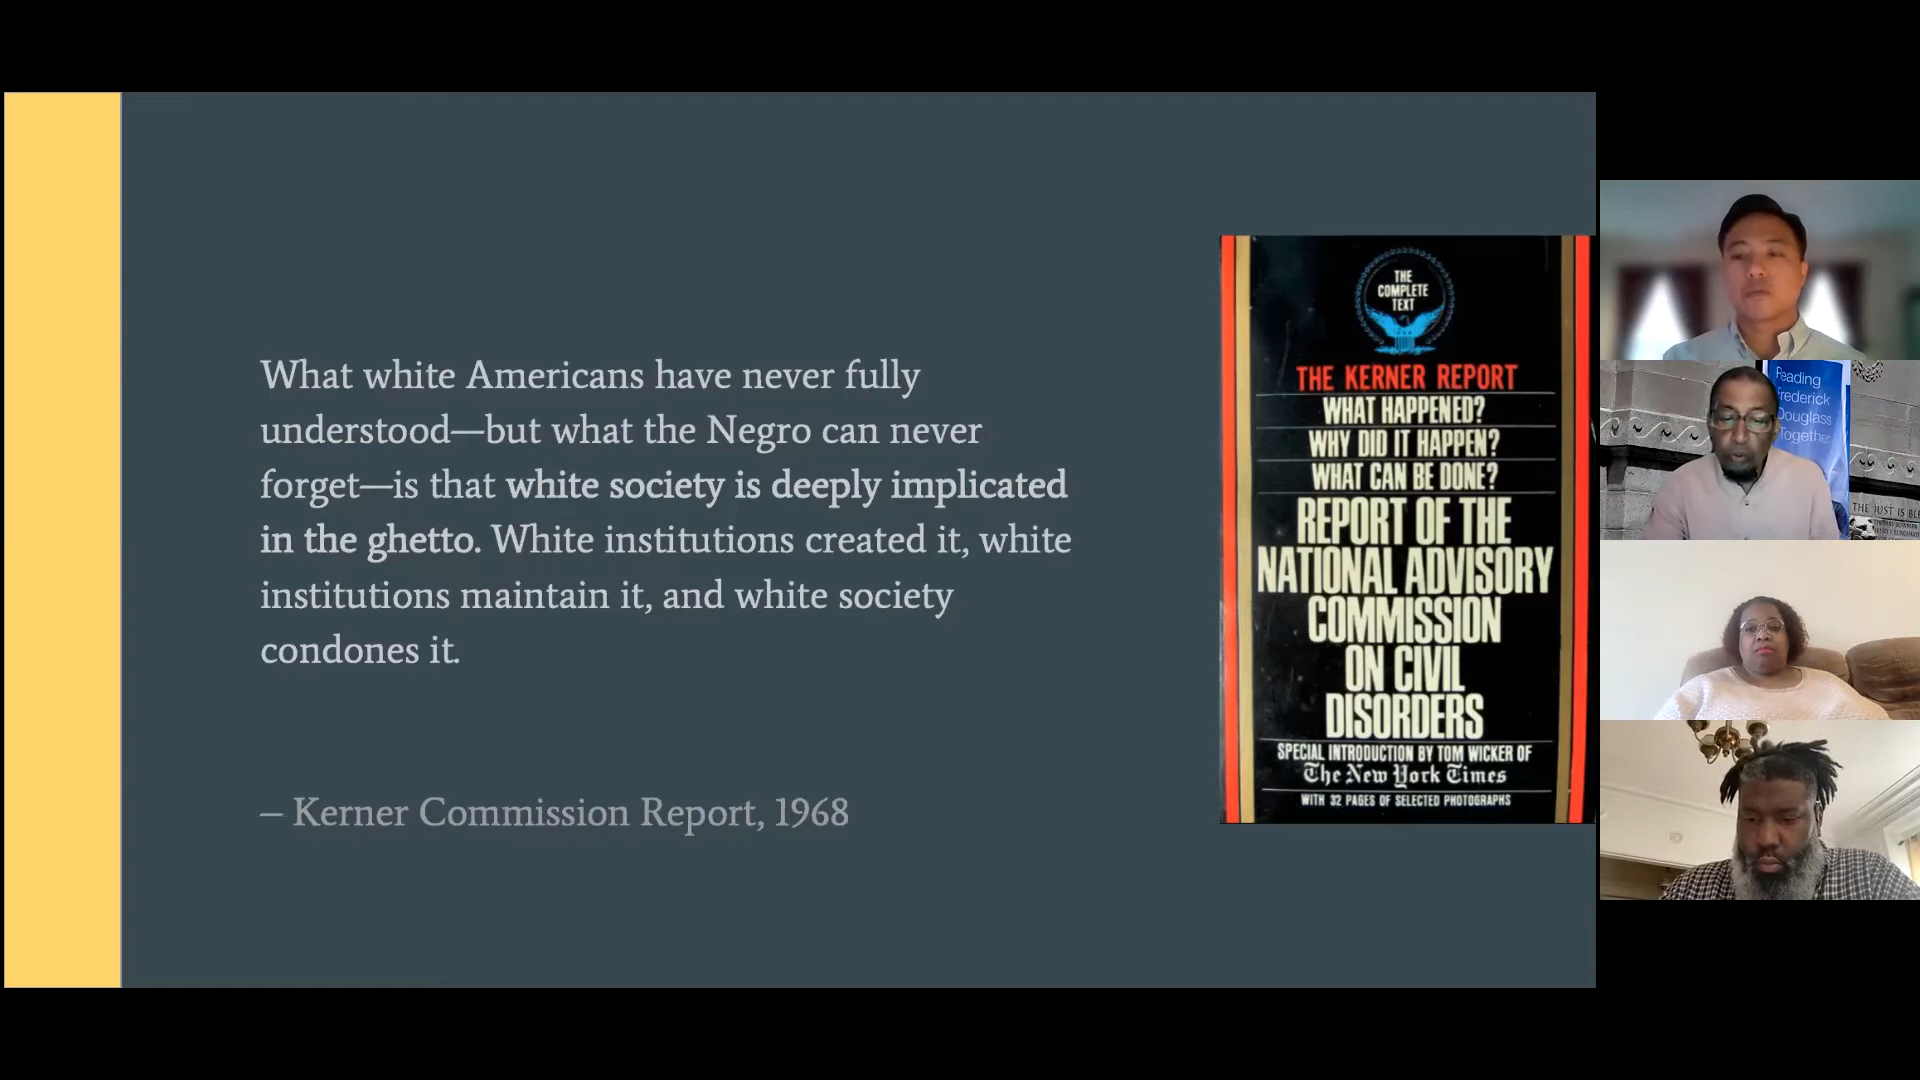 What white Americans have never fully
understood—but what the Negro can never
forget—is that white society is deeply implicated
in the ghetto. White institutions created it, white
institutions maintain it, and white society
condones it.
– Kerner Commission Report, 1968
THE
COMPLETE
TEXT
THE KERNER REPORT
WHAT HAPPENED?
WHY DID IT HAPPEN?
WHAT CAN BE DONE?
REPORT OF THE
NATIONAL ADVISORY
COMMISSION
ON CIVIL
DISORDERS
SPECIAL INTRODUCTION BY TOM WICKER OF
The New York Times
WITH 32 PAGES OF SELECTED PHOTOGRAPHS
Reading
Frederick
Douglass
Together
THE JUST IS